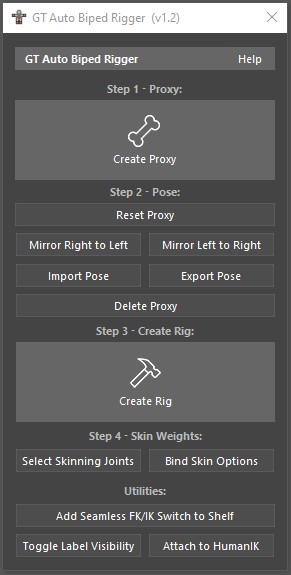 GT Auto Biped Rigger (v1.2)
GT Auto Biped Rigger Help
Step 1 - Proxy:
Create Proxy
Step 2 - Pose:
Reset Proxy
Mirror Right to Left Mirror Left to Right
Import Pose Export Pose
Delete Proxy
Step 3 - Create Rig:
Create Rig
Step 4 - Skin Weights:
Select Skinning Joints Bind Skin Options
Utilities:
Add Seamless FK/IK Switch to Shelf
Toggle Label Visibility Attach to HumanIK